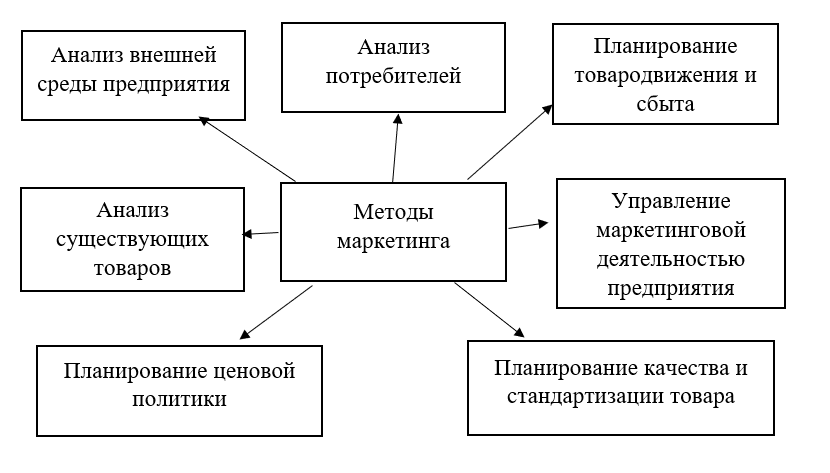 Анализ внешней
среды предприятия
Анализ
потребителей
Планирование
товародвижения и
сбыта
Анализ
существующих
товаров
Методы
маркетинга
Управление
маркетинговой
деятельностью
предприятия
Планирование ценовой
политики
Планирование качества и
стандартизации товара